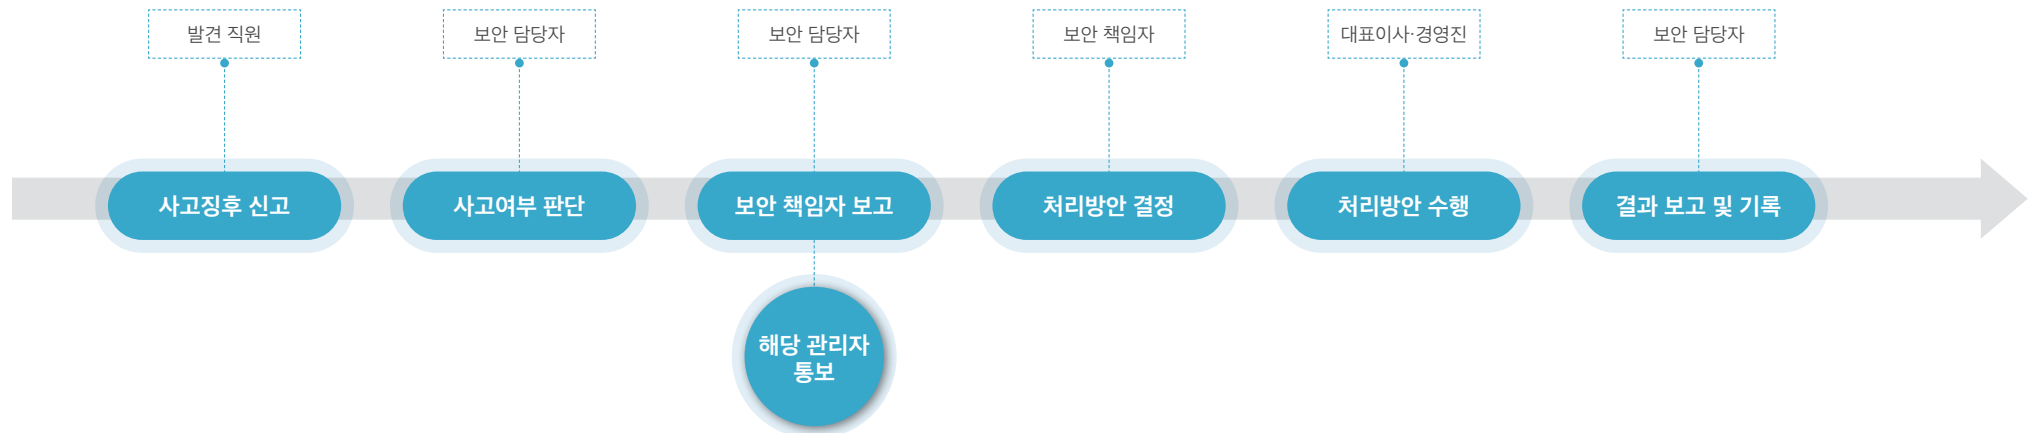 발견 직원
보안 담당자
보안 담당자
보안 책임자
대표이사·경영진
보안 담당자
사고징후 신고
사고여부 판단
보안 책임자 보고
처리방안 결정
처리방안 수행
결과 보고 및 기록
해당 관리자
통보